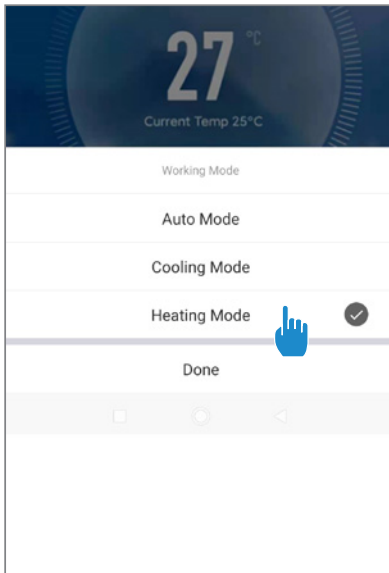 27 °C
Current Temp 25°C
Working Mode
Auto Mode
Cooling Mode
Heating Mode
Done